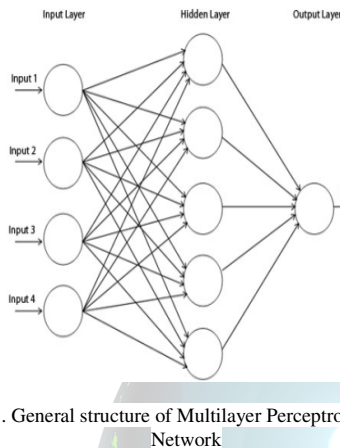 Input Layer Hidden Layer Output Layer
Input 1
Input 2
Input 3
Input 4
. General structure of Multilayer Perceptro
Network